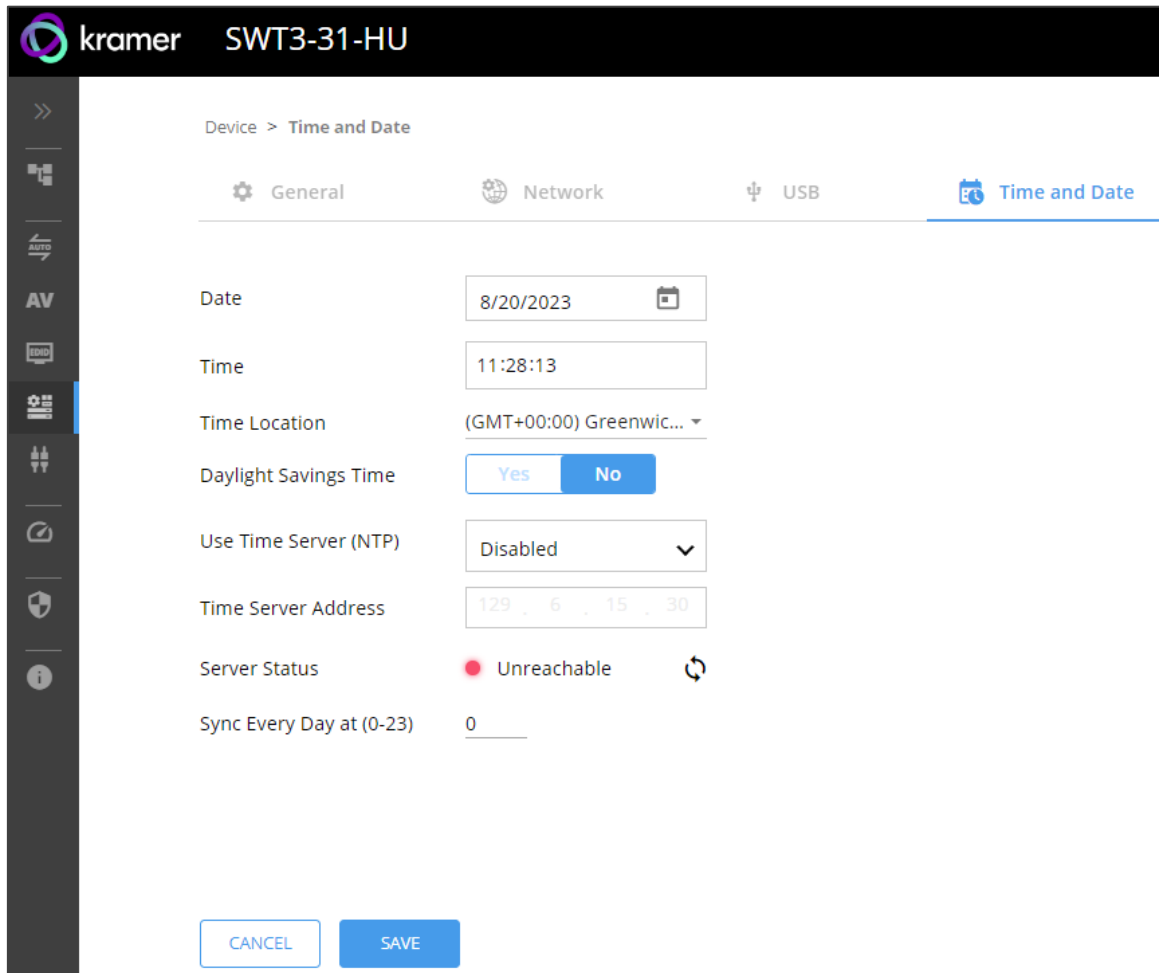 kramer SWT3-31-HU
Device > Time and Date
General Network USB Time and Date
AUTO
Date 8/20/2023
AV
EDID
Time 11:28:13
Time Location (GMT+00:00) Greenwic...
Daylight Savings Time Yes No
Use Time Server (NTP) Disabled
Time Server Address 129 . 6 . 15 . 30
Server Status Unreachable
Sync Every Day at (0-23) 0
CANCEL SAVE